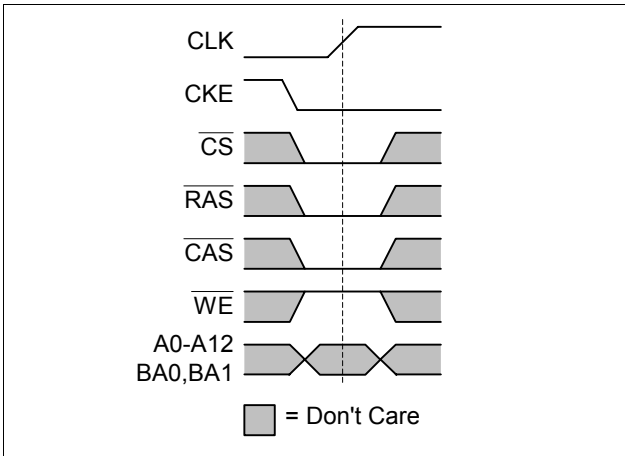 CLK
CKE
CS
RAS
CAS
WE
A0-A12
BA0,BA1
= Don't Care